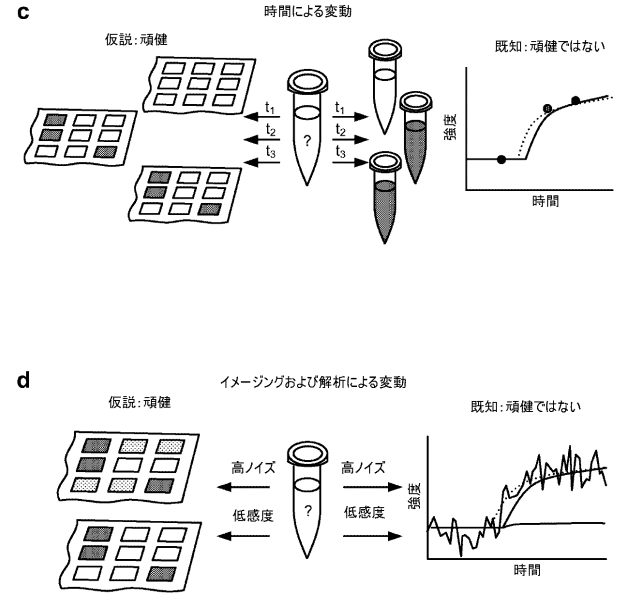 c
時間による変動
仮説：頑健
既知：頑健ではない
t1
t2
t3
?
t1
t2
t3
強度
時間
d
イメージングおよび解析による変動
仮説：頑健
既知：頑健ではない
高ノイズ
低感度
?
高ノイズ
低感度
強度
時間